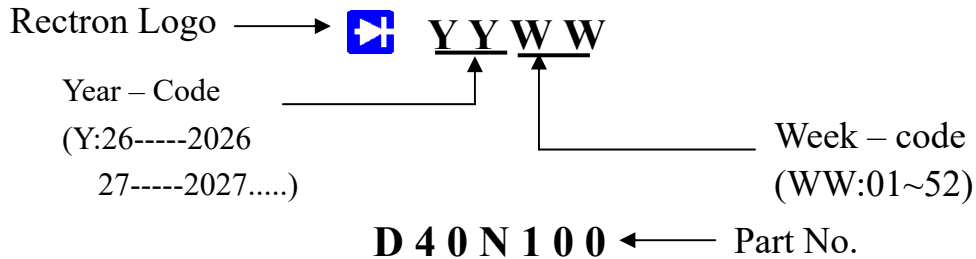 Rectron Logo
Y Y W W
Year – Code
(Y:26-----2026
27-----2027.....)
Week – code
(WW:01~52)
D 4 0 N 1 0 0
Part No.